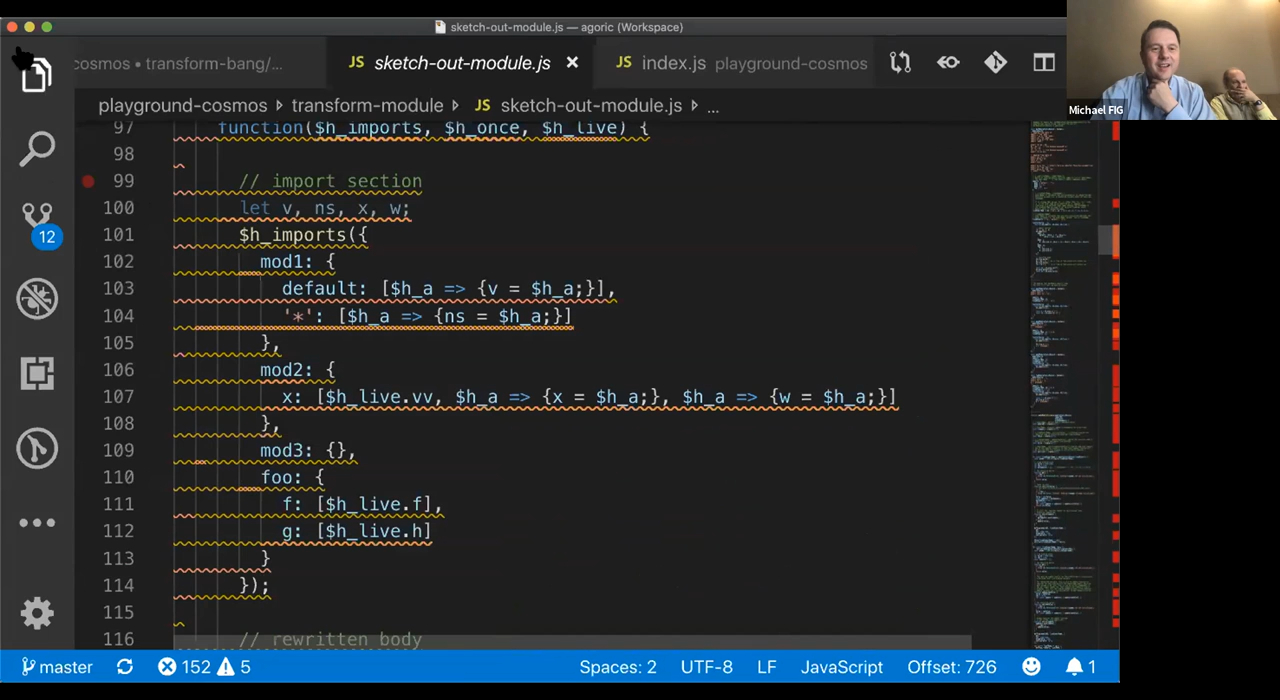 sketch-out-module.js — agoric (Workspace)
cosmos • transform-bang/...
JS sketch-out-module.js ×
JS index.js playground-cosmos
Michael FIG
playground-cosmos > transform-module > JS sketch-out-module.js > ...
97 function($h_imports, $h_once, $h_live) {
98
99 // import section
100 let v, ns, x, w;
101 $h_imports({
102 mod1: {
103 default: [$h_a => {v = $h_a;}],
104 '*': [$h_a => {ns = $h_a;}]
105 },
106 mod2: {
107 x: [$h_live.vv, $h_a => {x = $h_a;}, $h_a => {w = $h_a;}]
108 },
109 mod3: {},
110 foo: {
111 f: [$h_live.f],
112 g: [$h_live.h]
113 }
114 });
115
116 // rewritten body
12
master 152 5 Spaces: 2 UTF-8 LF JavaScript Offset: 726 1